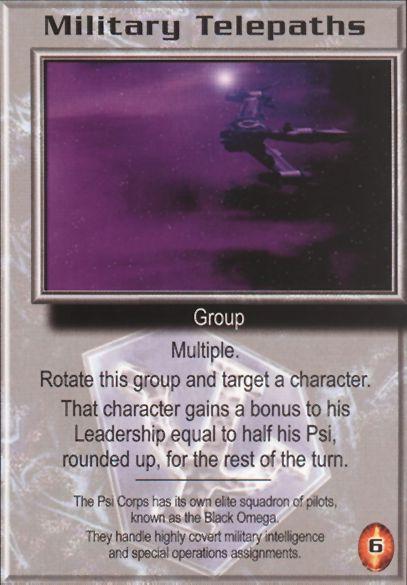 Military Telepaths
Group
Multiple.
Rotate this group and target a character.
That character gains a bonus to his
Leadership equal to half his Psi,
rounded up, for the rest of the turn.
The Psi Corps has its own elite squadron of pilots,
known as the Black Omega.
They handle highly covert military intelligence
and special operations assignments.
6